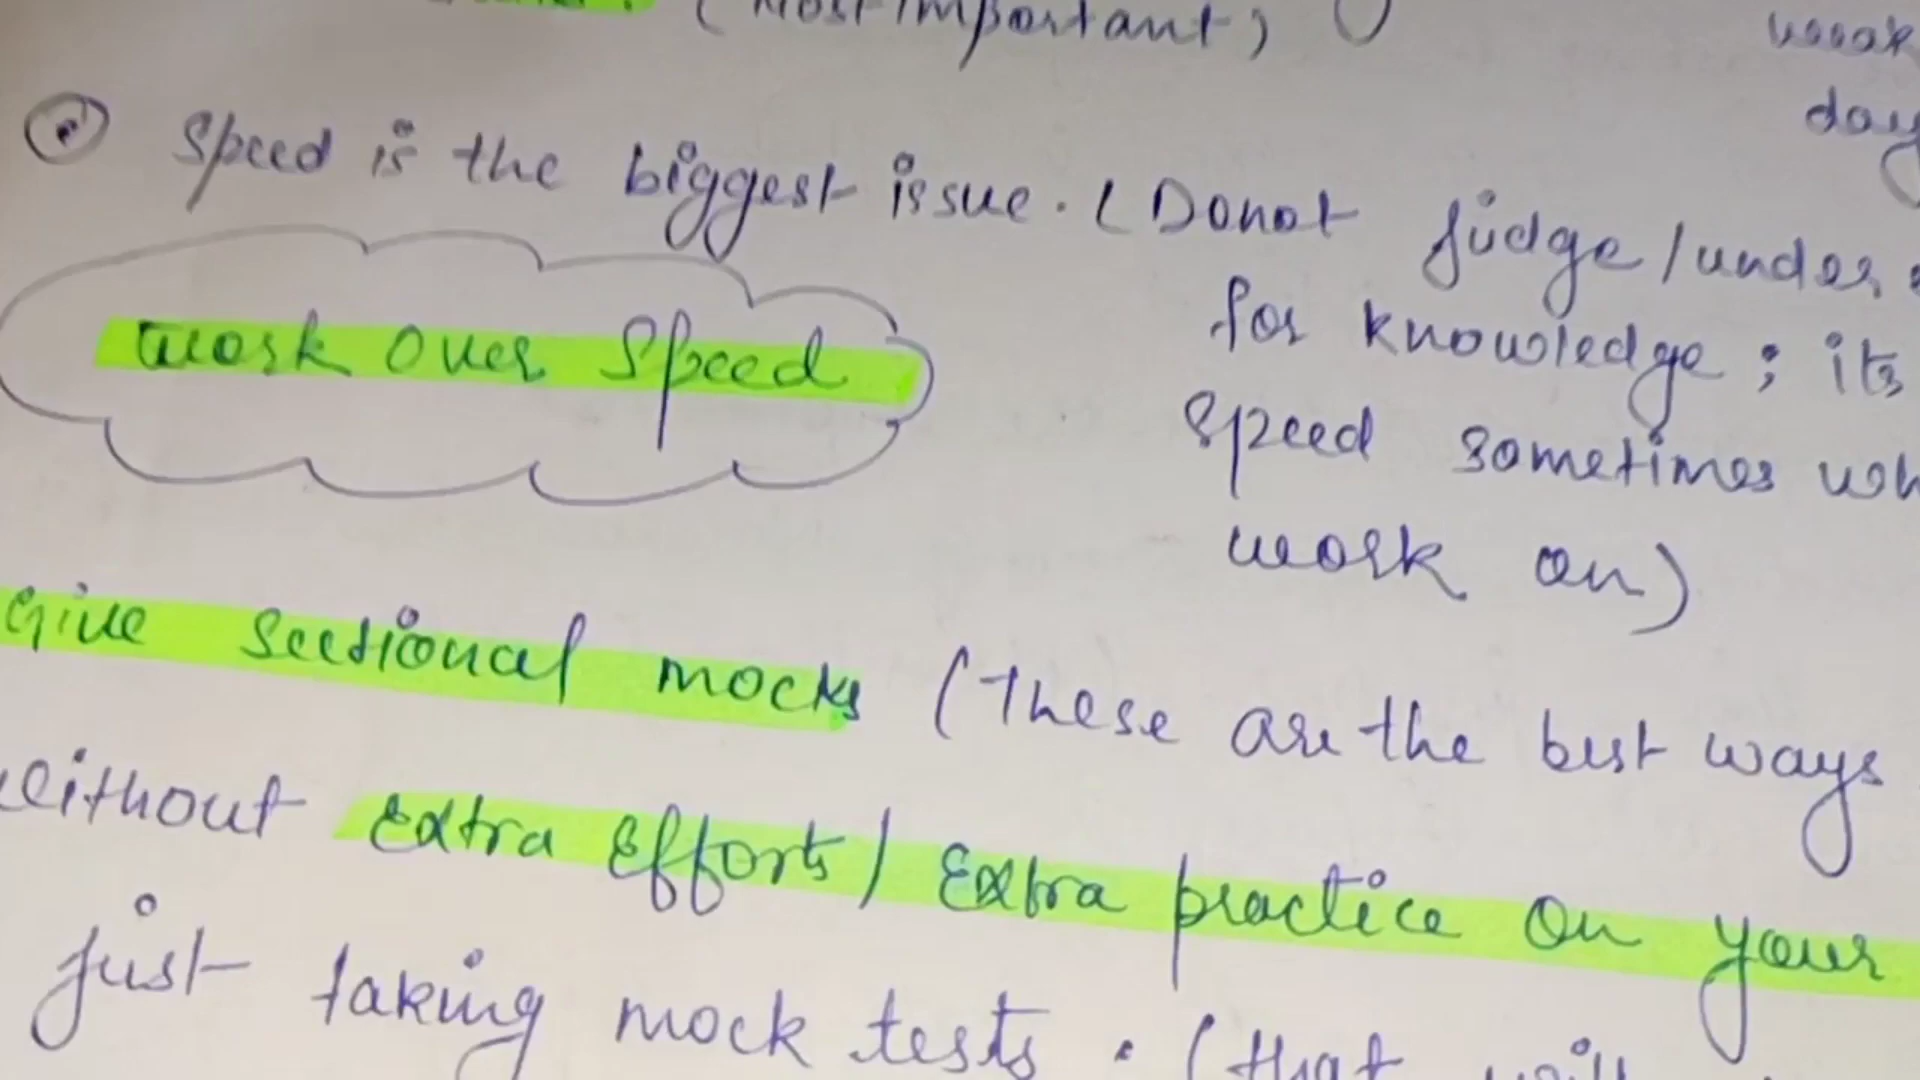 (Most Important)
weak
day
Speed is the biggest issue. (Donot judge/under
for knowledge; its
work over speed
speed sometimes
work on)
Give Sectional mocks (These are the best ways
without Extra Efforts/ Extra practice on your
just taking mock tests. (that will